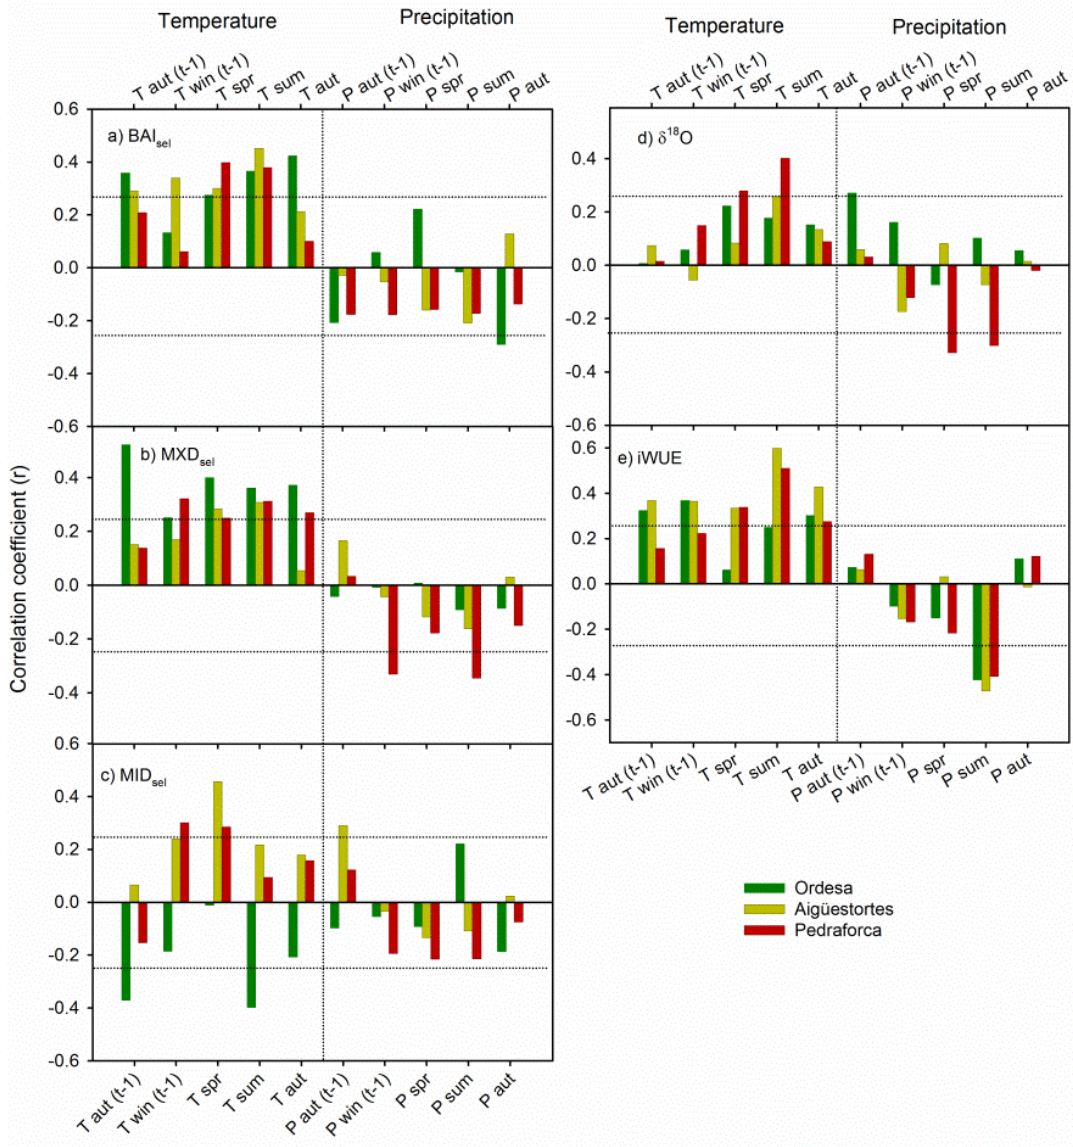 Temperature
Precipitation
T aut (t-1)
T win (t-1)
T spr
T sum
T aut
P aut (t-1)
P win (t-1)
P spr
P sum
P aut
Temperature
Precipitation
T aut (t-1)
T win (t-1)
T spr
T sum
T aut
P aut (t-1)
P win (t-1)
P spr
P sum
P aut
Correlation coefficient (r)
a) BAIsel
0.6
0.4
0.2
0.0
-0.2
-0.4
-0.6
b) MXDsel
0.4
0.2
0.0
-0.2
-0.4
0.6
c) MIDsel
0.4
0.2
0.0
-0.2
-0.4
-0.6
T aut (t-1)
T win (t-1)
T spr
T sum
T aut
P aut (t-1)
P win (t-1)
P spr
P sum
P aut
d) δ18O
0.4
0.2
0.0
-0.2
-0.4
-0.6
e) iWUE
0.6
0.4
0.2
0.0
-0.2
-0.4
-0.6
T aut (t-1)
T win (t-1)
T spr
T sum
T aut
P aut (t-1)
P win (t-1)
P spr
P sum
P aut
Ordesa
Aigüestortes
Pedraforca